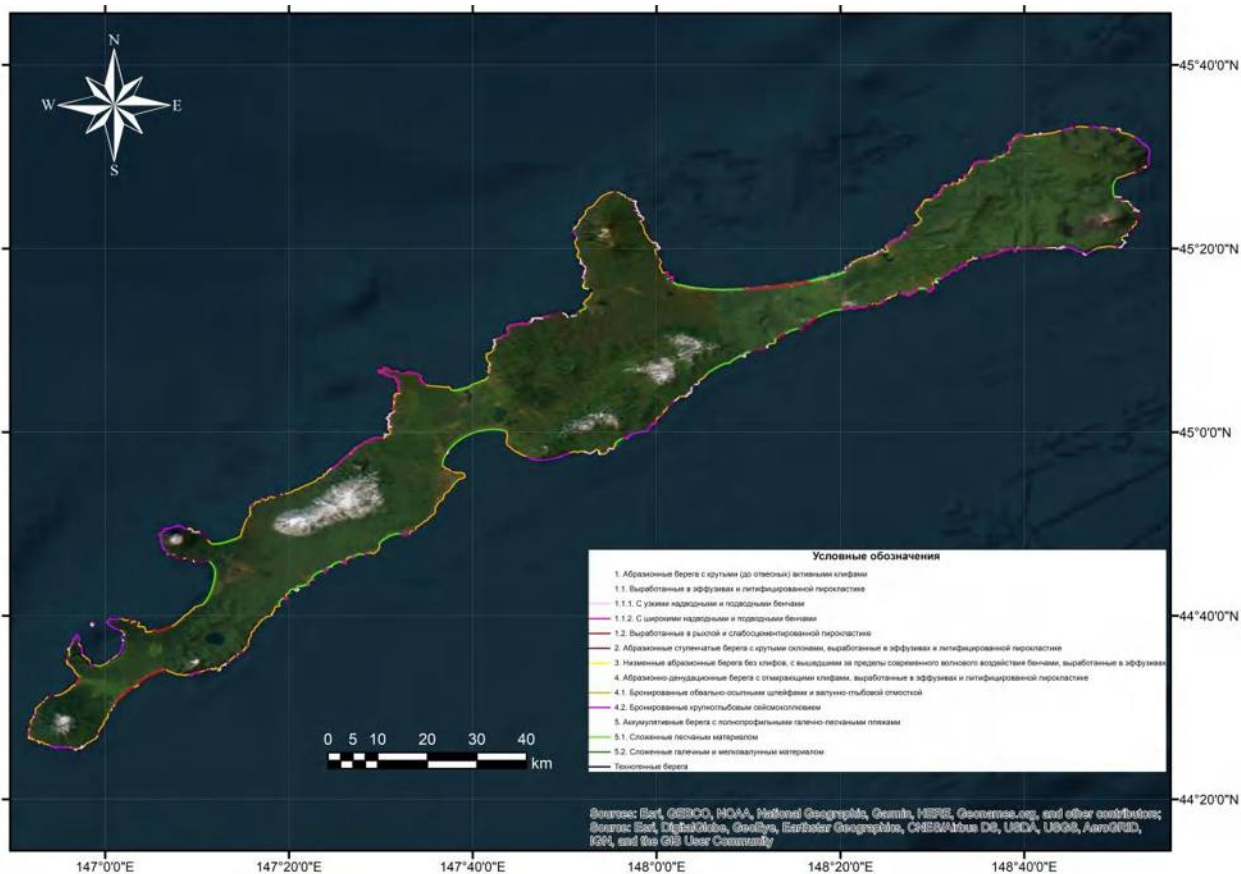 N
W
E
S
45°40'0"N
45°20'0"N
45°0'0"N
44°40'0"N
44°20'0"N
Условные обозначения
1. Абразионные берега с крутыми (до отвесных) активными клифами
1.1. Выработанные в эффузивах и литифицированной пирокластике
1.1.1. С узкими надводными и подводными бенчами
1.1.2. С широкими надводными и подводными бенчами
1.2. Выработанные в рыхлой и слабосцементированной пирокластике
2. Абразионные ступенчатые берега с крутыми склонами, выработанные в эффузивах и литифицированной пирокластике
3. Низменные абразионные берега без клифов, с вышедшими за пределы современного волнового воздействия бенчами, выработанные в эффузивах
4. Абразионно-денудационные берега с отмирающими клифами, выработанные в эффузивах и литифицированной пирокластике
4.1. Бронированные обвально-осыпными шлейфами и валунно-глыбовой отмосткой
4.2. Бронированные крупноглыбовым сейсмоколлювием
5. Аккумулятивные берега с полнопрофильными галечно-песчаными пляжами
5.1. Сложенные песчаным материалом
5.2. Сложенные галечным и мелковалунным материалом
Техногенные берега
0 5 10 20 30 40
km
Sources: Esri, GEBCO, NOAA, National Geographic, Garmin, HERE, Geonames.org, and other contributors;
Source: Esri, DigitalGlobe, GeoEye, Earthstar Geographics, CNES/Airbus DS, USDA, USGS, AeroGRID,
IGN, and the GIS User Community
147°0'0"E
147°20'0"E
147°40'0"E
148°0'0"E
148°20'0"E
148°40'0"E